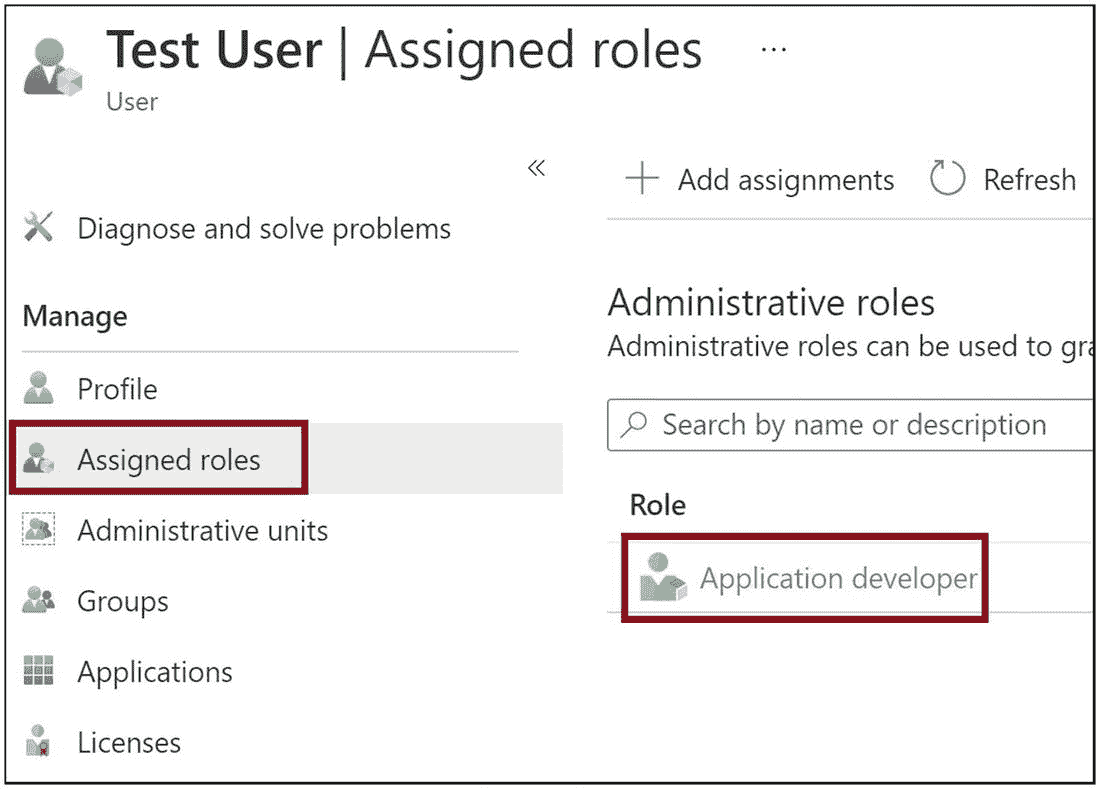 Test User | Assigned roles ...
User
«
Diagnose and solve problems
Manage
Profile
Assigned roles
Administrative units
Groups
Applications
Licenses
+ Add assignments Refresh
Administrative roles
Administrative roles can be used to gra
Search by name or description
Role
Application developer